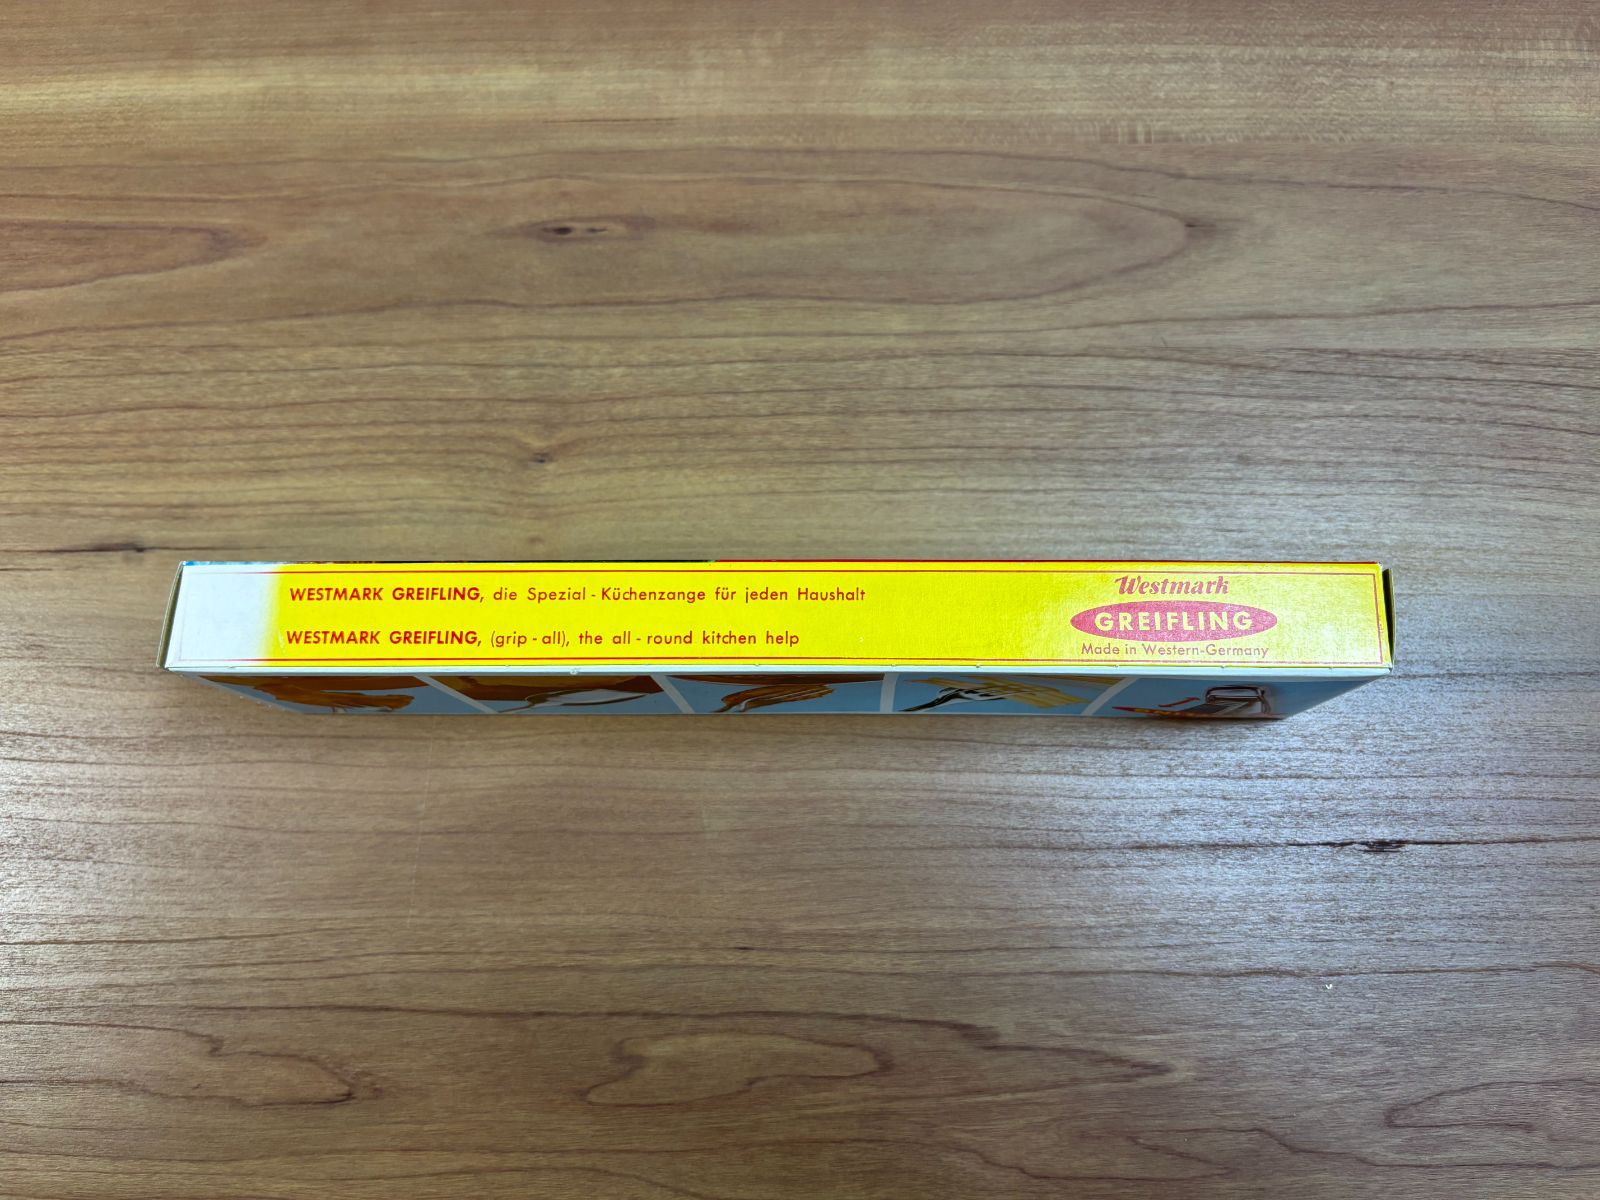 WESTMARK GREIFLING, die Spezial - Küchenzange für jeden Haushalt
WESTMARK GREIFLING, (grip - all), the all - round kitchen help
Westmark
GREIFLING
Made in Western-Germany